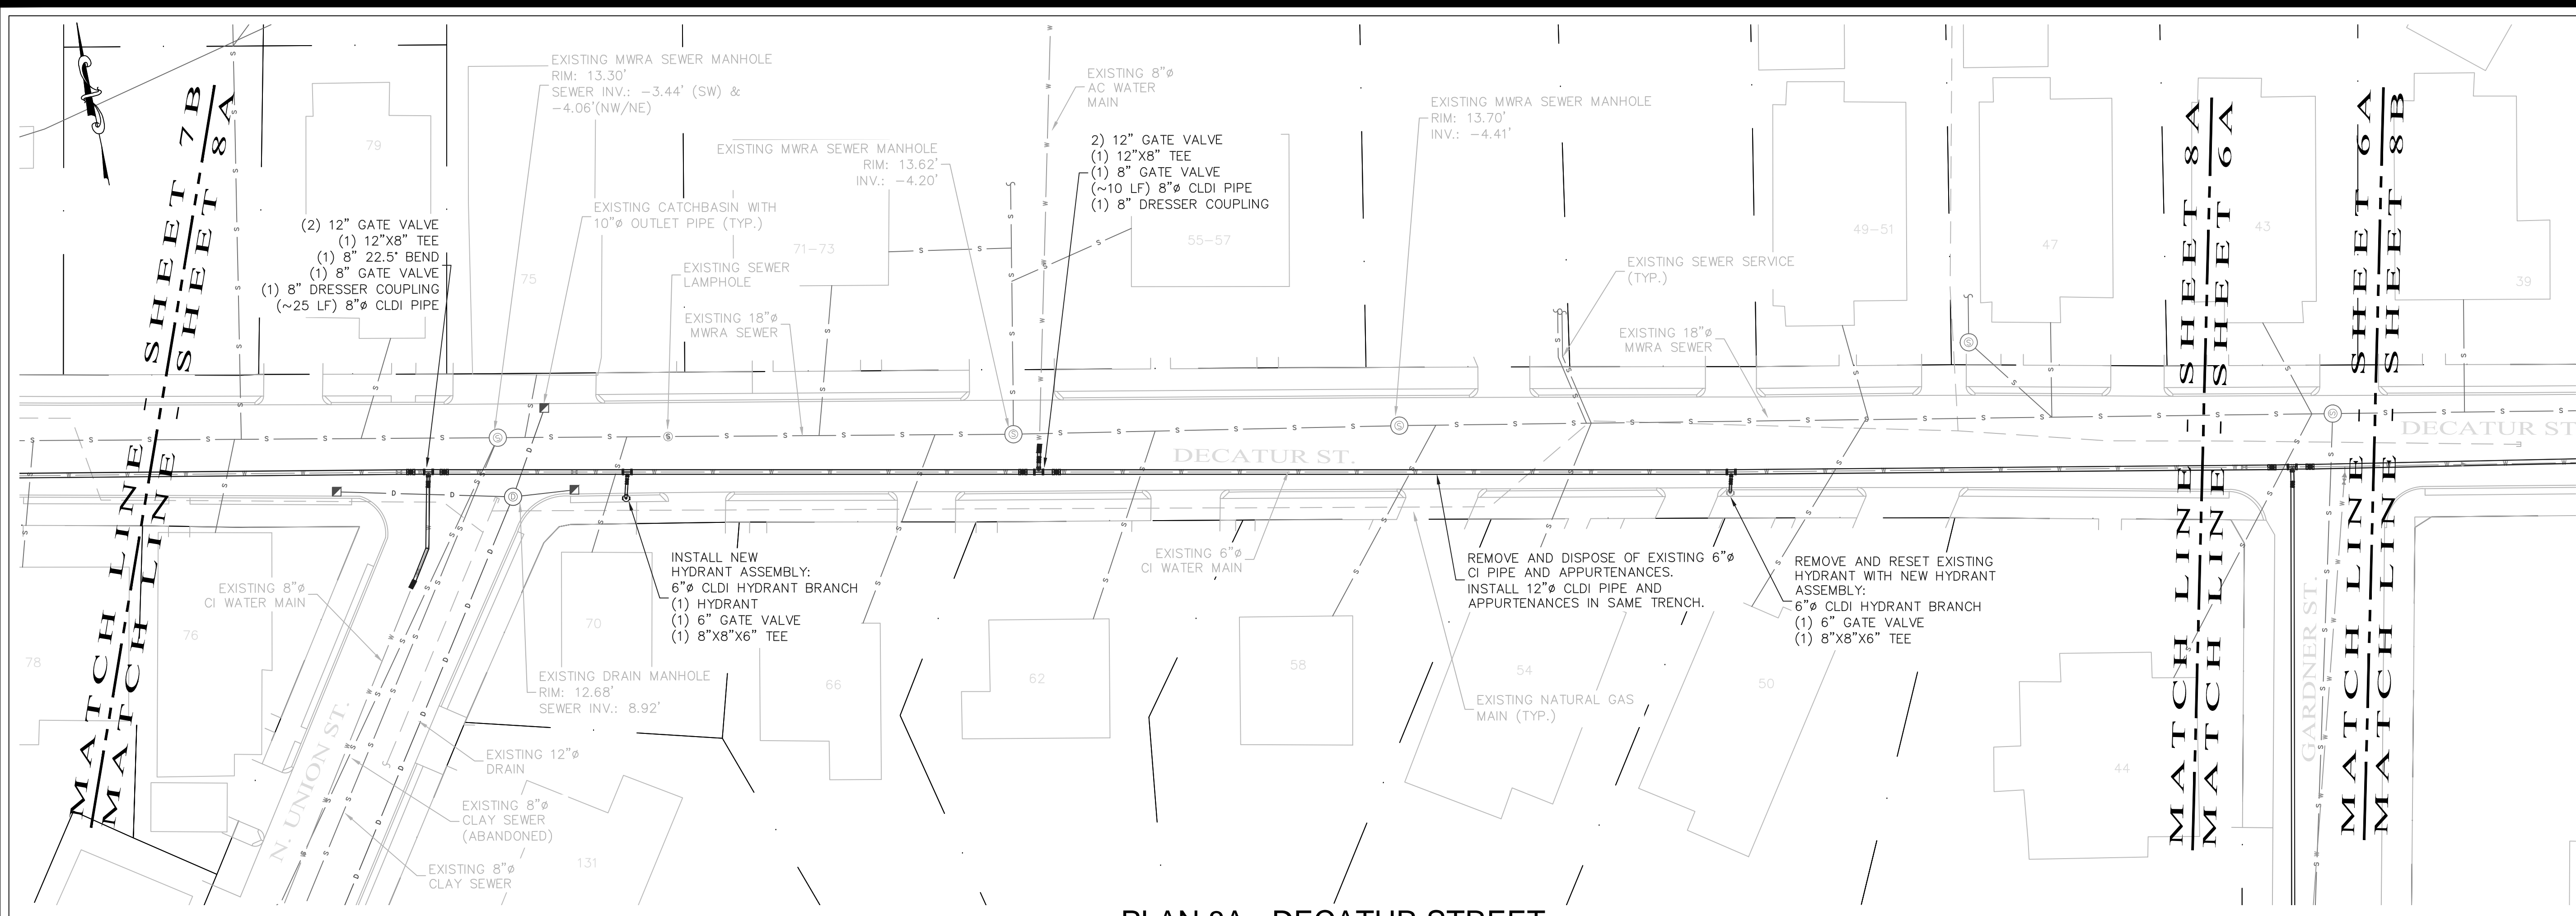 EXISTING MWRA SEWER MANHOLE
RIM: 13.30'
SEWER INV.: -3.44' (SW) &
-4.06'(NW/NE)
EXISTING 8"ø
AC WATER
MAIN
EXISTING MWRA SEWER MANHOLE
RIM: 13.70'
INV.: -4.41'
MATCH LINE - SHEET 7B
MATCH LINE - SHEET 8A
79
EXISTING MWRA SEWER MANHOLE
RIM: 13.62'
INV.: -4.20'
2) 12" GATE VALVE
(1) 12"X8" TEE
(1) 8" GATE VALVE
(~10 LF) 8"ø CLDI PIPE
(1) 8" DRESSER COUPLING
MATCH LINE - SHEET 8A
MATCH LINE - SHEET 6A
MATCH LINE - SHEET 6A
MATCH LINE - SHEET 8B
(2) 12" GATE VALVE
(1) 12"X8" TEE
(1) 8" 22.5° BEND
(1) 8" GATE VALVE
(1) 8" DRESSER COUPLING
(~25 LF) 8"ø CLDI PIPE
EXISTING CATCHBASIN WITH
10"ø OUTLET PIPE (TYP.)
75
71-73
55-57
49-51
47
43
39
EXISTING SEWER
LAMPHOLE
EXISTING 18"ø
MWRA SEWER
EXISTING SEWER SERVICE
(TYP.)
EXISTING 18"ø
MWRA SEWER
DECATUR ST.
DECATUR ST
EXISTING 8"ø
CI WATER MAIN
76
78
INSTALL NEW
HYDRANT ASSEMBLY:
6"ø CLDI HYDRANT BRANCH
(1) HYDRANT
(1) 6" GATE VALVE
(1) 8"X8"X6" TEE
EXISTING 6"ø
CI WATER MAIN
REMOVE AND DISPOSE OF EXISTING 6"ø
CI PIPE AND APPURTENANCES.
INSTALL 12"ø CLDI PIPE AND
APPURTENANCES IN SAME TRENCH.
REMOVE AND RESET EXISTING
HYDRANT WITH NEW HYDRANT
ASSEMBLY:
6"ø CLDI HYDRANT BRANCH
(1) 6" GATE VALVE
(1) 8"X8"X6" TEE
70
66
62
58
54
50
44
EXISTING DRAIN MANHOLE
RIM: 12.68'
SEWER INV.: 8.92'
EXISTING NATURAL GAS
MAIN (TYP.)
GARDNER ST.
N. UNION ST.
EXISTING 12"ø
DRAIN
EXISTING 8"ø
CLAY SEWER
(ABANDONED)
EXISTING 8"ø
CLAY SEWER
131
PLAN 8A - DECATUR STREET